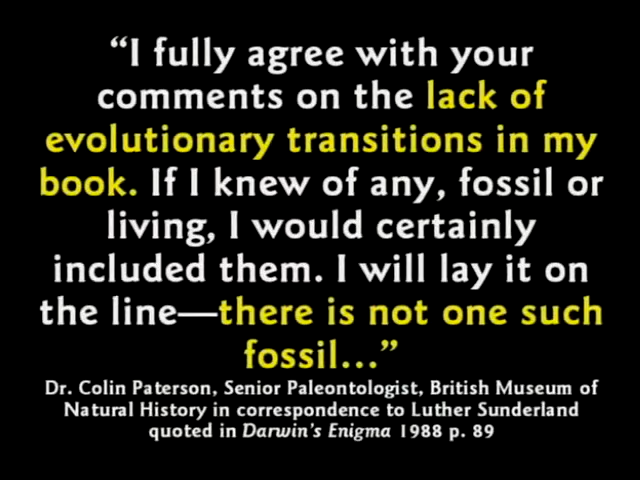 “I fully agree with your
comments on the lack of
evolutionary transitions in my
book. If I knew of any, fossil or
living, I would certainly
included them. I will lay it on
the line—there is not one such
fossil...”
Dr. Colin Paterson, Senior Paleontologist, British Museum of
Natural History in correspondence to Luther Sunderland
quoted in Darwin's Enigma 1988 p. 89